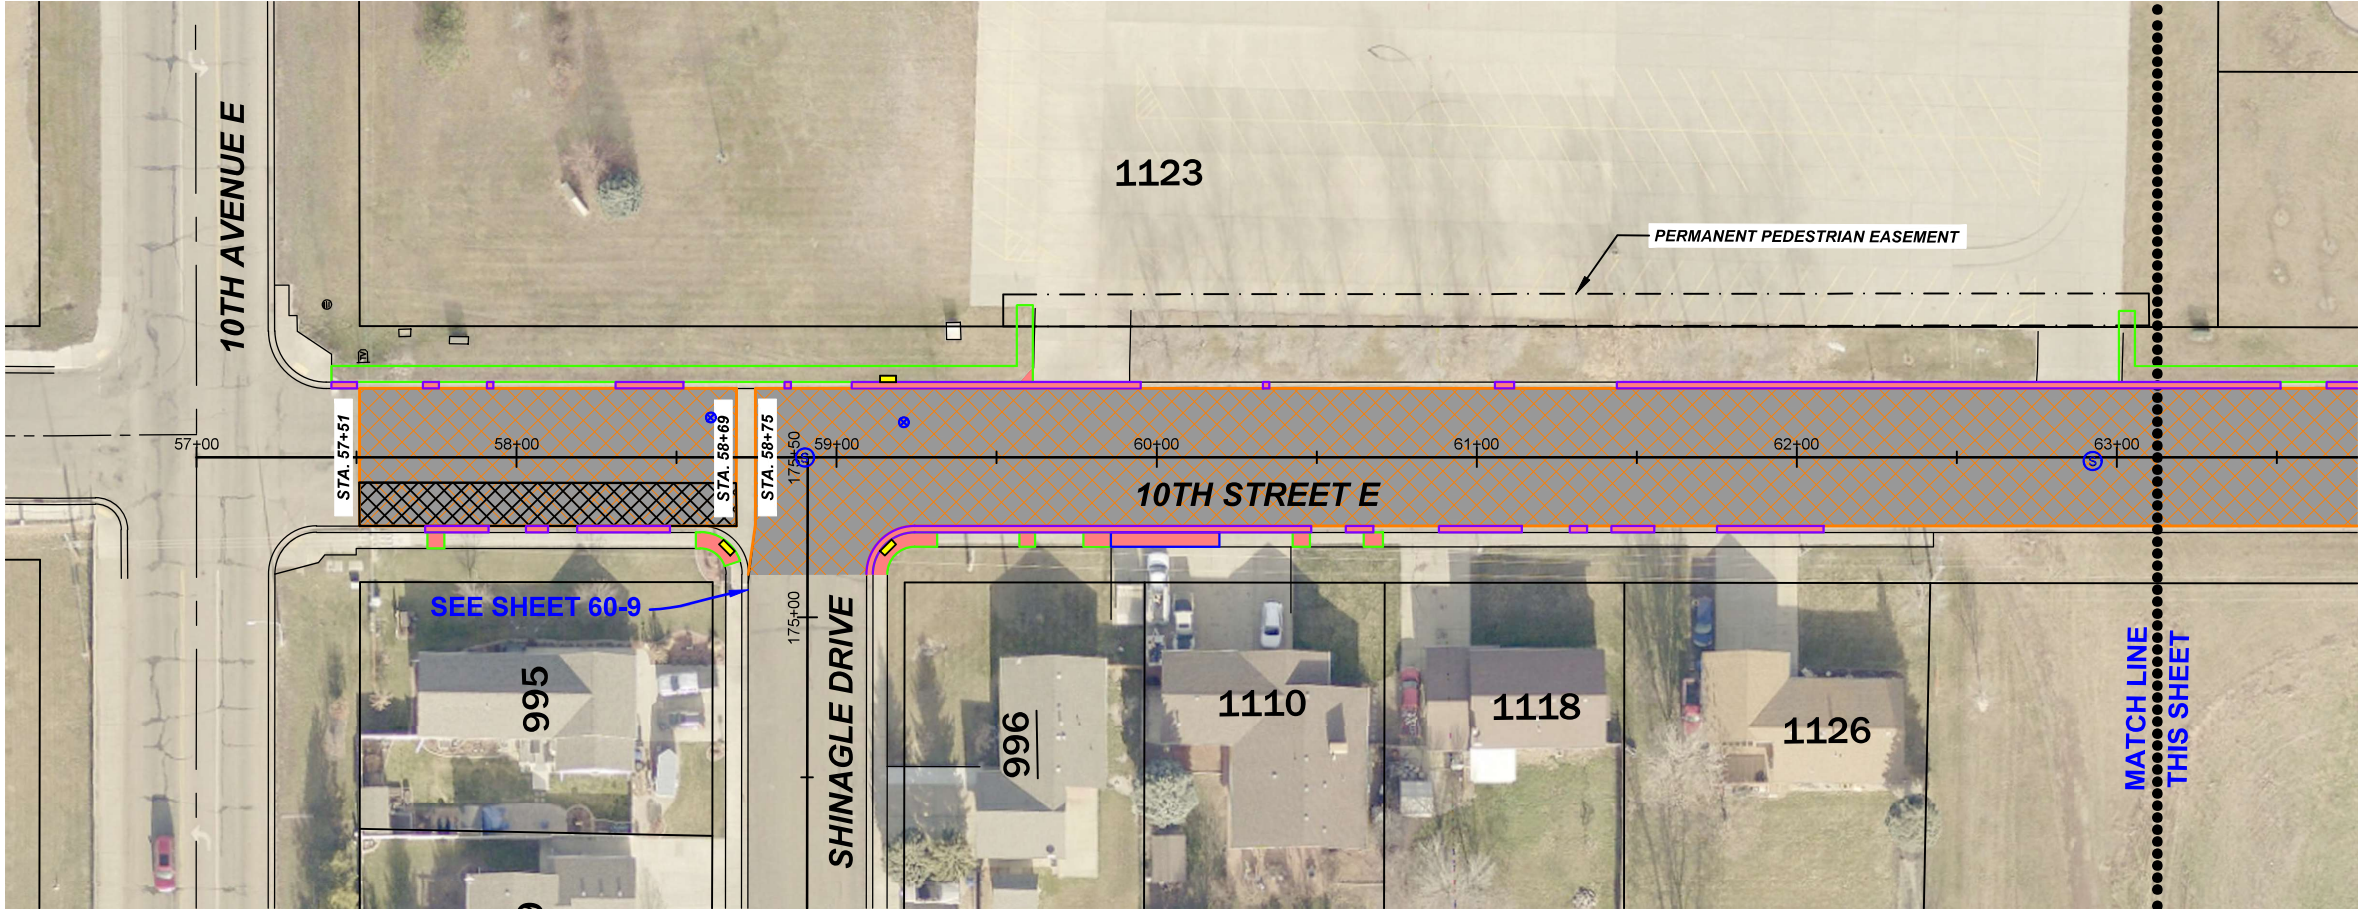 10TH AVENUE E
1123
PERMANENT PEDESTRIAN EASEMENT
TV
STA. 57+51
STA. 58+69
STA. 58+75
175+50
57+00
58+00
59+00
60+00
61+00
62+00
63+00
S
S
10TH STREET E
SEE SHEET 60-9
175+00
SHINAGLE DRIVE
995
996
1110
1118
1126
MATCH LINE
THIS SHEET